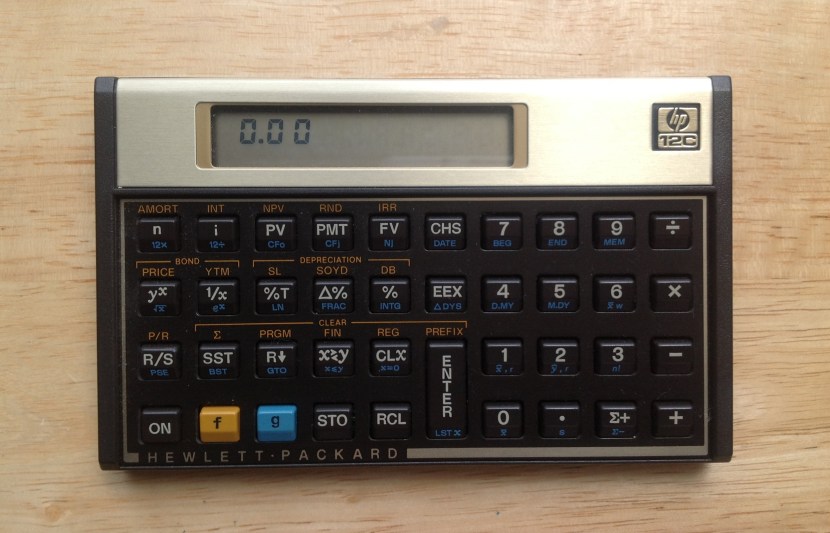 0.00
hp
12C
AMORT INT NPV RND IRR
n i PV PMT FV CHS 7 8 9 ÷
12× 12÷ CFo CFj Nj DATE BEG END MEM
BOND DEPRECIATION
PRICE YTM SL SOYD DB
yˣ 1/x %T Δ% % EEX 4 5 6 ×
√x eˣ LN FRAC INTG ΔDYS D.MY M.DY x̄w
CLEAR
P/R Σ PRGM FIN REG PREFIX
R/S SST R↓ x≷y CLx ENTER 1 2 3 −
PSE BST GTO x≤y x=0 x̂,r ŷ,r n!
ON f g STO RCL 0 · Σ+ +
LST x x̄ s Σ−
HEWLETT·PACKARD